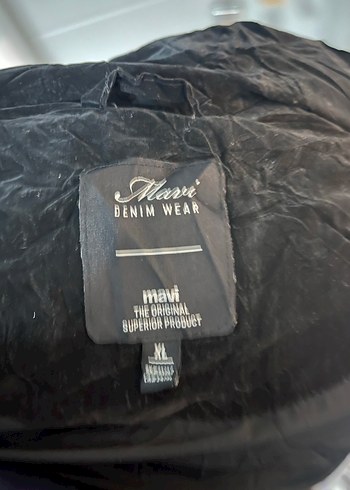 Mavi
DENIM WEAR
mavi
THE ORIGINAL
SUPERIOR PRODUCT
XL